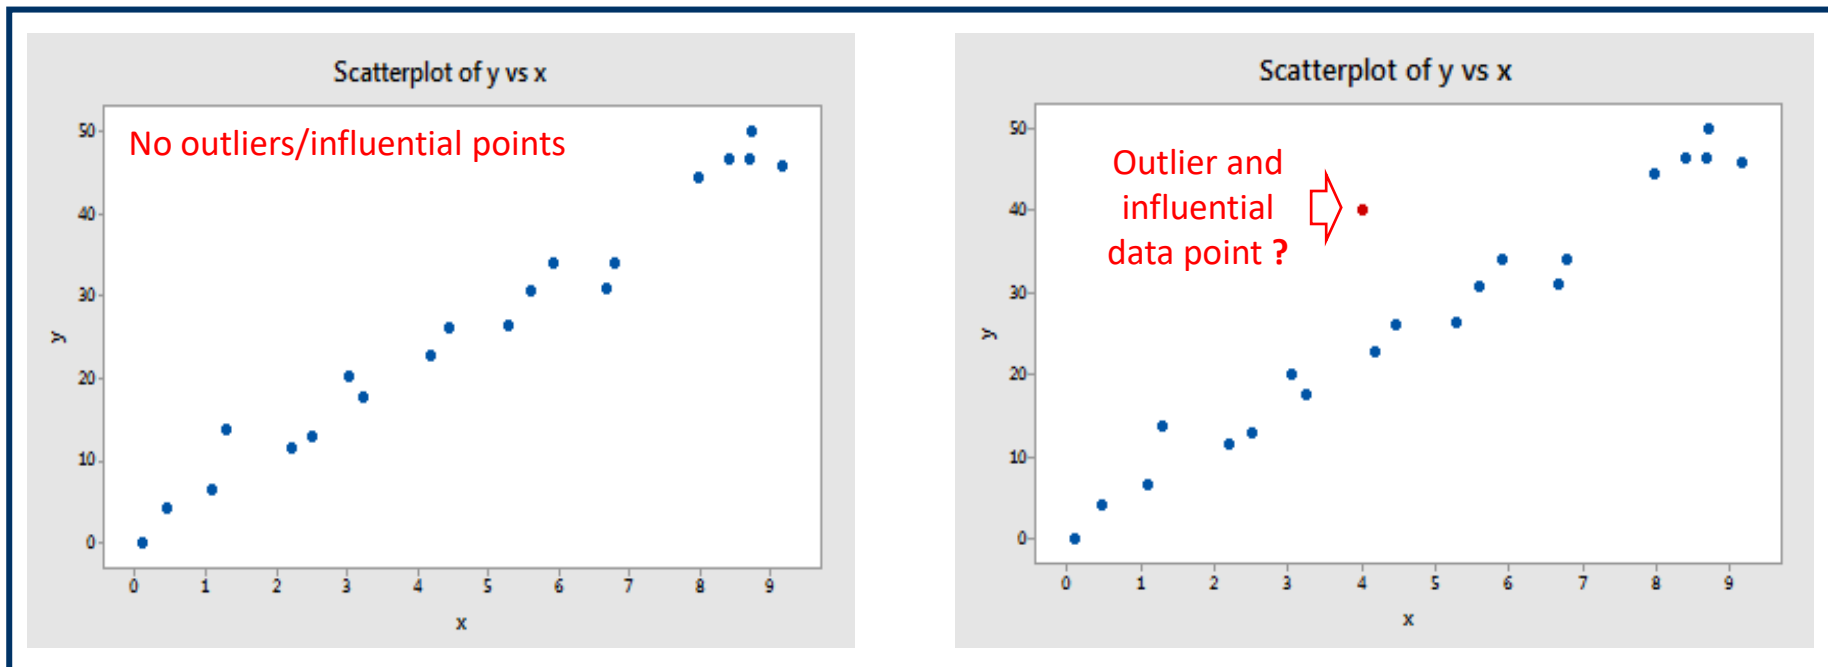 Scatterplot of y vs x
No outliers/influential points
50
40
30
20
10
0
y
0 1 2 3 4 5 6 7 8 9
x
Scatterplot of y vs x
Outlier and
influential
data point ?
50
40
30
20
10
0
y
0 1 2 3 4 5 6 7 8 9
x